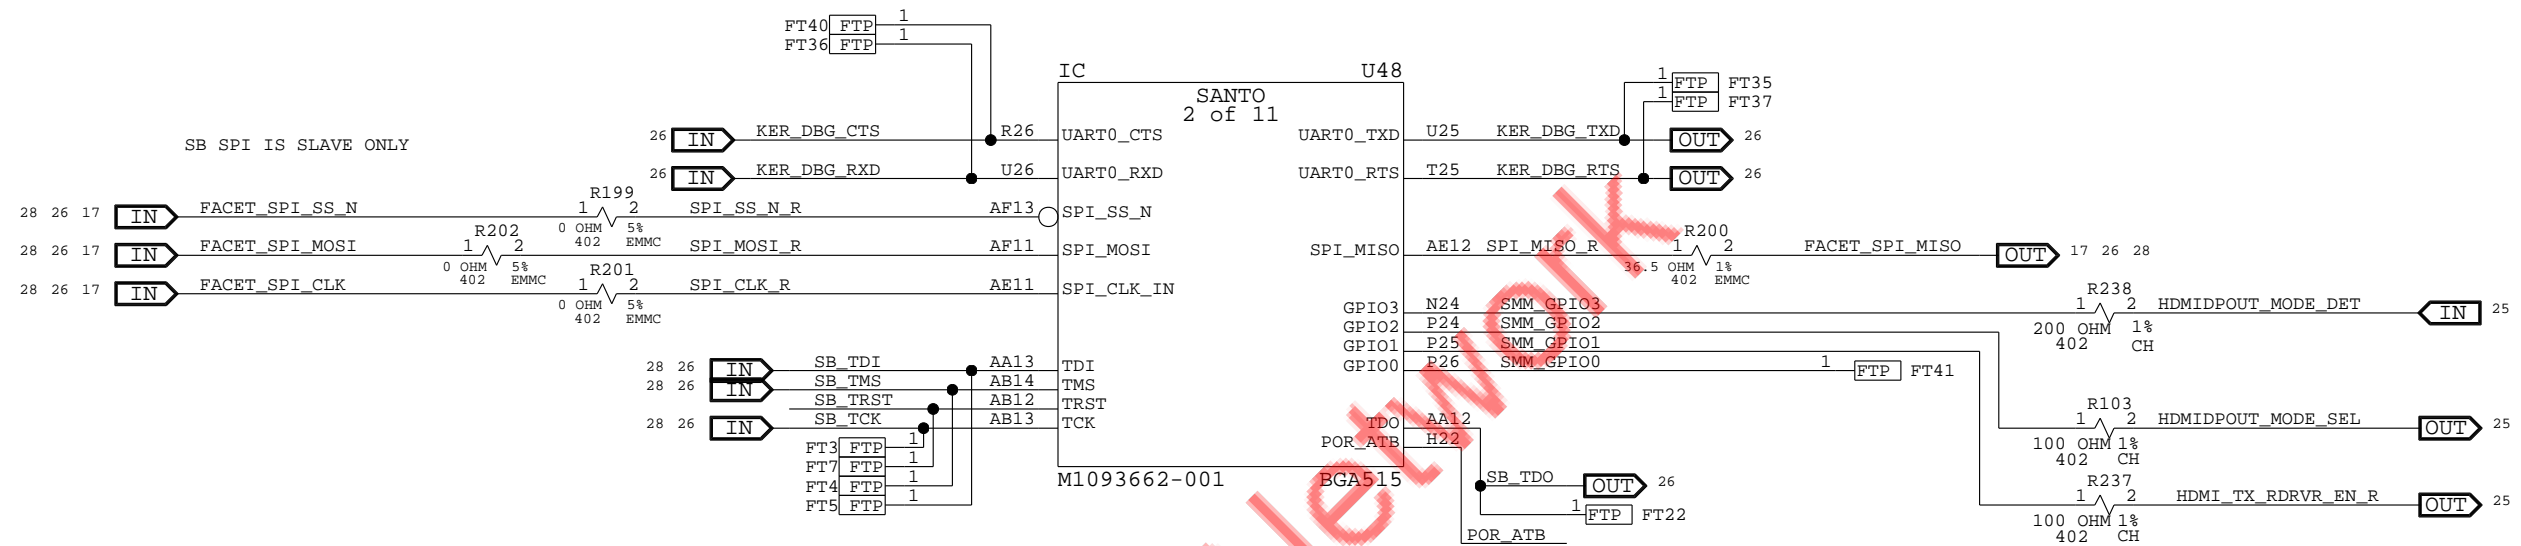 FT40 FTP 1
FT36 FTP 1
IC U48
SANTO
2 of 11
1 FTP FT35
1 FTP FT37
SB SPI IS SLAVE ONLY
26 IN KER_DBG_CTS R26 UART0_CTS
UART0_TXD U25 KER_DBG_TXD OUT 26
26 IN KER_DBG_RXD U26 UART0_RXD
UART0_RTS T25 KER_DBG_RTS OUT 26
28 26 17 IN FACET_SPI_SS_N 1 R199 2 SPI_SS_N_R AF13 SPI_SS_N
0 OHM 5%
402 EMMC
28 26 17 IN FACET_SPI_MOSI 1 R202 2 SPI_MOSI_R AF11 SPI_MOSI
0 OHM 5%
402 EMMC
SPI_MISO AE12 SPI_MISO_R 1 R200 2 FACET_SPI_MISO OUT 17 26 28
36.5 OHM 1%
402 EMMC
28 26 17 IN FACET_SPI_CLK 1 R201 2 SPI_CLK_R AE11 SPI_CLK_IN
0 OHM 5%
402 EMMC
GPIO3 N24 SMM_GPIO3 1 R238 2 HDMIDPOUT_MODE_DET IN 25
200 OHM 1%
402 CH
GPIO2 P24 SMM_GPIO2
GPIO1 P25 SMM_GPIO1
GPIO0 P26 SMM_GPIO0 1 FTP FT41
28 26 IN SB_TDI AA13 TDI
28 26 IN SB_TMS AB14 TMS
SB_TRST AB12 TRST
28 26 IN SB_TCK AB13 TCK
TDO AA12
POR_ATB H22
R103
1 2 HDMIDPOUT_MODE_SEL OUT 25
100 OHM 1%
402 CH
FT3 FTP 1
FT7 FTP 1
FT4 FTP 1
FT5 FTP 1
M1093662-001 BGA515
SB_TDO OUT 26
1 FTP FT22
POR_ATB
R237
1 2 HDMI_TX_RDRVR_EN_R OUT 25
100 OHM 1%
402 CH
letwork